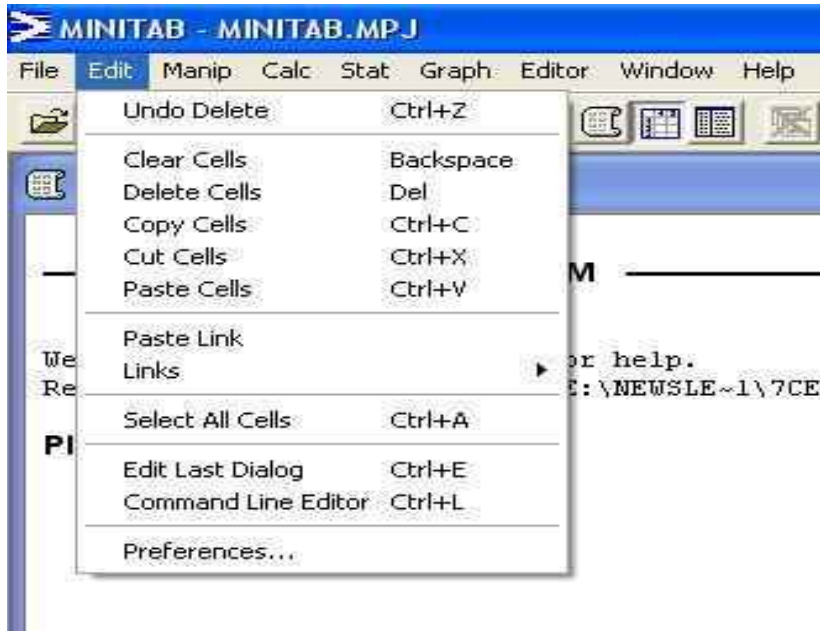 MINITAB - MINITAB.MPJ
File Edit Manip Calc Stat Graph Editor Window Help
Undo Delete Ctrl+Z
Clear Cells Backspace
Delete Cells Del
Copy Cells Ctrl+C
Cut Cells Ctrl+X
Paste Cells Ctrl+V
M
Paste Link
We or help.
Links
Re E:\NEWSLE~1\7CE
Select All Cells Ctrl+A
Pl
Edit Last Dialog Ctrl+E
Command Line Editor Ctrl+L
Preferences...